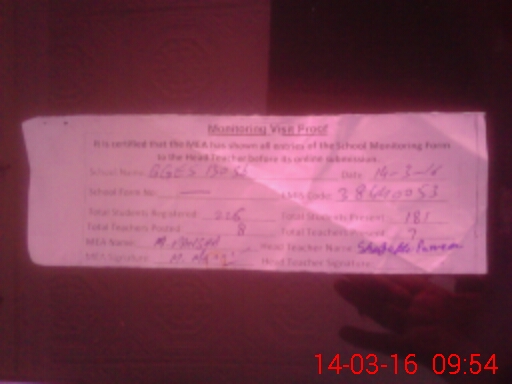 Monitoring Visit Proof
It is certified that the MEA has shown all entries of the School Monitoring Form
to the Head Teacher before its online submission.
School Name: GGES Date 14-3-16
School Form No: — EMIS Code: 38440053
Total Students Registered Total Students Present 181
Total Teachers Posted 8 Total Teachers Present 7
MEA Name: M. Head Teacher Name:
MEA Signature: M. Head Teacher Signature:
14-03-16 09:54